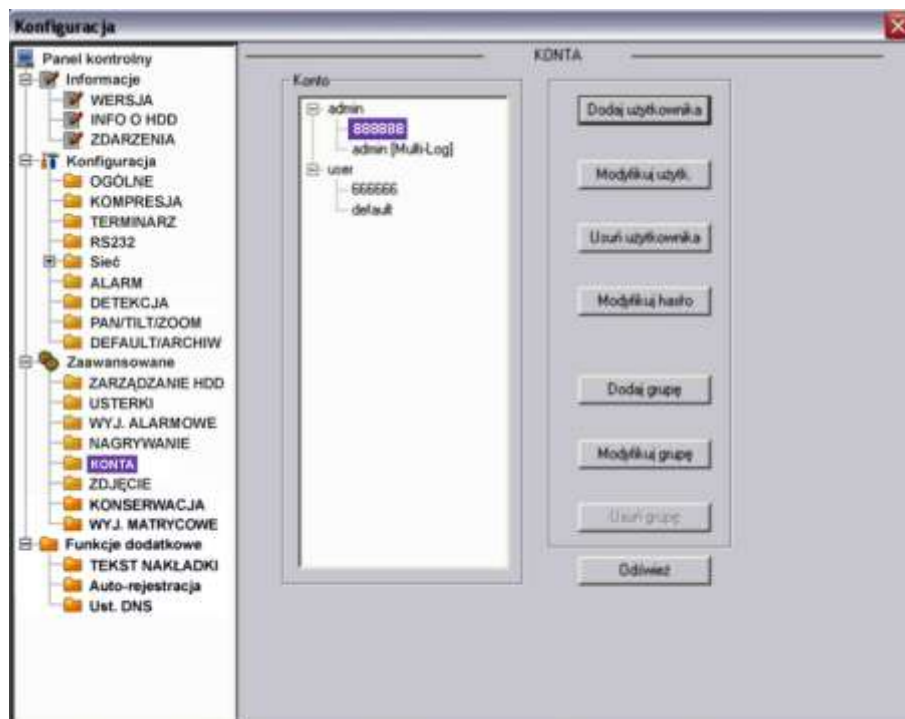 Konfiguracja
Panel kontrolny
Informacje
WERSJA
INFO O HDD
ZDARZENIA
Konfiguracja
OGÓLNE
KOMPRESJA
TERMINARZ
RS232
Sieć
ALARM
DETEKCJA
PAN/TILT/ZOOM
DEFAULT/ARCHIW
Zaawansowane
ZARZĄDZANIE HDD
USTERKI
WYJ. ALARMOWE
NAGRYWANIE
KONTA
ZDJĘCIE
KONSERWACJA
WYJ. MATRYCOWE
Funkcje dodatkowe
TEKST NAKŁADKI
Auto-rejestracja
Ust. DNS
KONTA
Konto
admin
888888
admin [Multi-Log]
user
666666
default
Dodaj użytkownika
Modyfikuj użytk.
Usuń użytkownika
Modyfikuj hasło
Dodaj grupę
Modyfikuj grupę
Usuń grupę
Odśwież